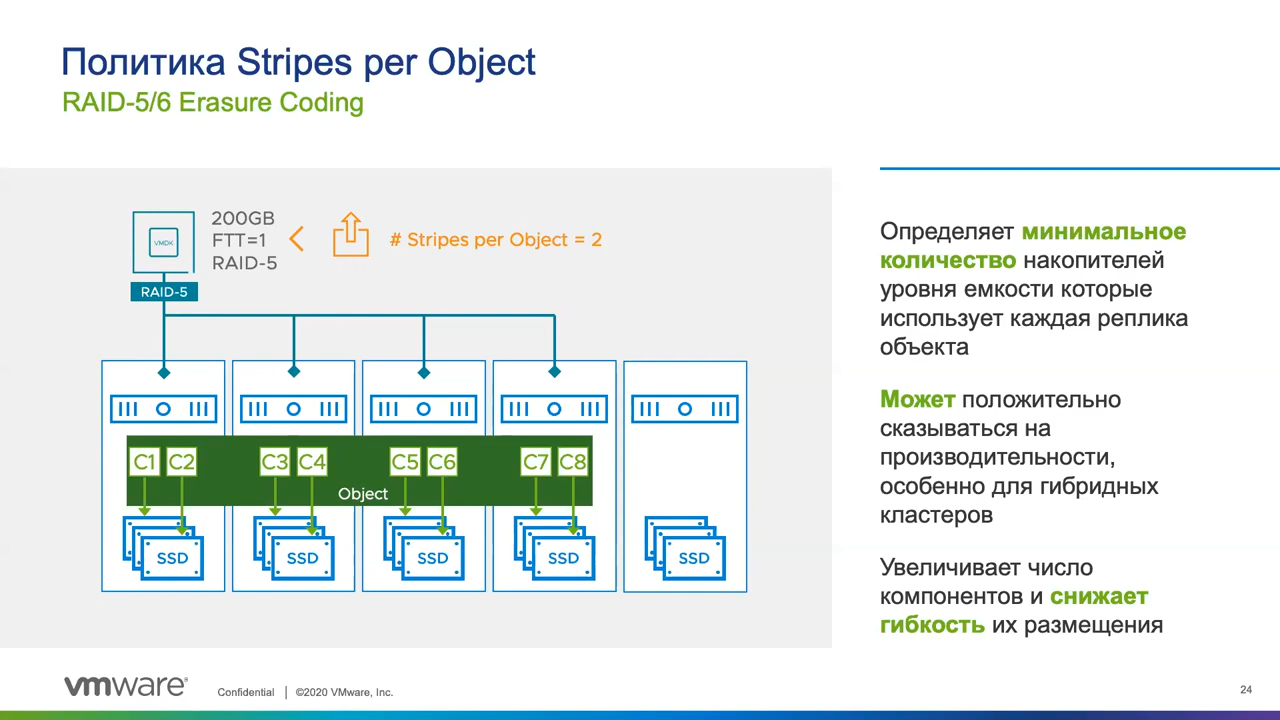 Политика Stripes per Object
RAID-5/6 Erasure Coding
VMDK
200GB
FTT=1
RAID-5
# Stripes per Object = 2
RAID-5
C1 C2 C3 C4 C5 C6 C7 C8
Object
SSD SSD SSD SSD SSD
Определяет минимальное
количество накопителей
уровня емкости которые
использует каждая реплика
объекта
Может положительно
сказываться на
производительности,
особенно для гибридных
кластеров
Увеличивает число
компонентов и снижает
гибкость их размещения
vmware®
Confidential | ©2020 VMware, Inc.
24